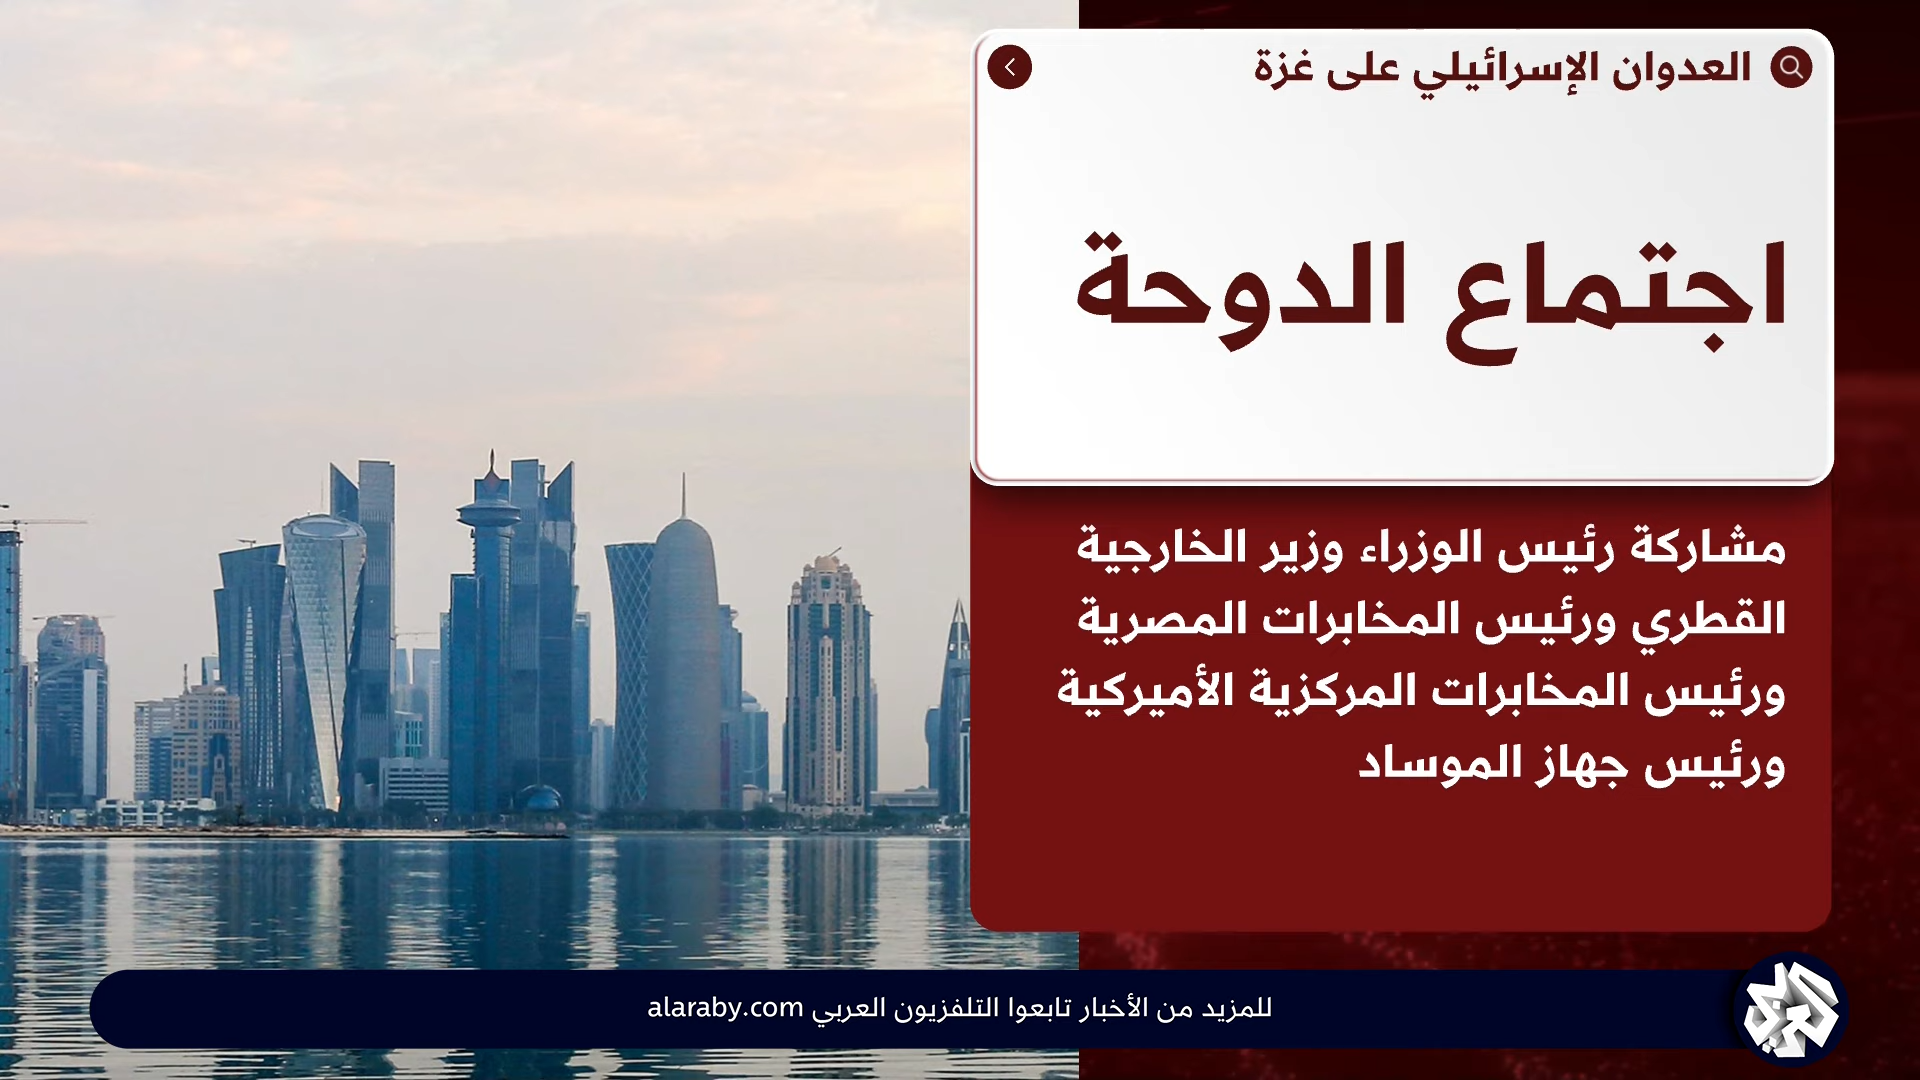 العدوان الإسرائيلي على غزة
اجتماع الدوحة
مشاركة رئيس الوزراء وزير الخارجية
القطري ورئيس المخابرات المصرية
ورئيس المخابرات المركزية الأميركية
ورئيس جهاز الموساد
للمزيد من الأخبار تابعوا التلفزيون العربي alaraby.com
العربي